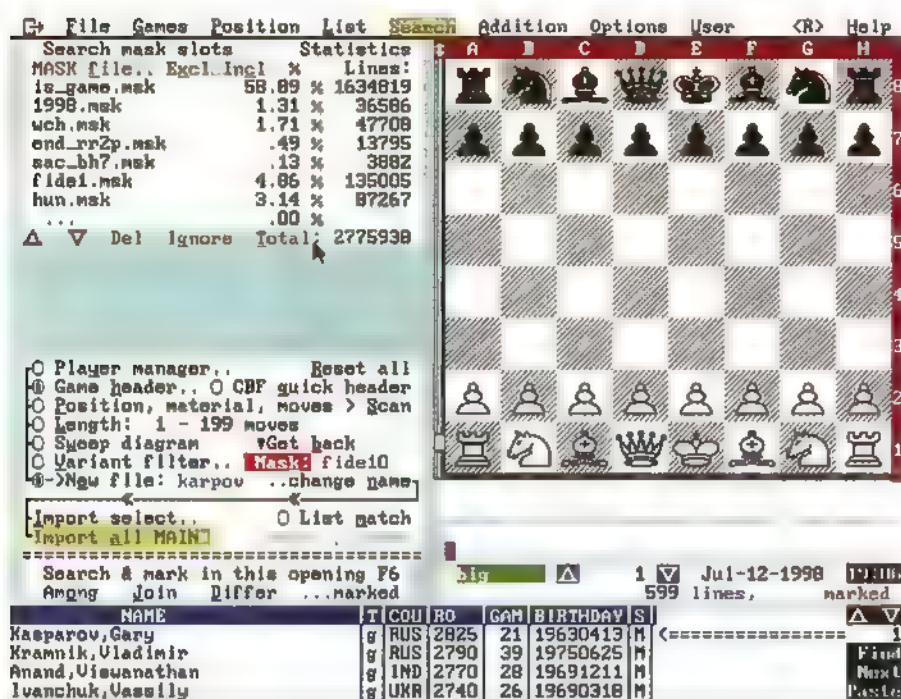 File Games Position List Search Addition Options User <R> Help
Search mask slots Statistics
MASK file.. Excl_Incl % Lines:
is_game.msk 58.89 % 1634819
1998.msk 1.31 % 36586
wch.msk 1.71 % 47708
end_rr2p.msk .49 % 13795
sac_bh7.msk .13 % 3882
fide1.msk 4.86 % 135005
hun.msk 3.14 % 87267
... .00 %
Del Ignore Total: 2775938
A B C D E F G H
8
7
6
5
4
3
2
1
Player manager.. Reset all
Game header.. CBF quick header
Position, material, moves > Scan
Length: 1 - 199 moves
Sweep diagram Get back
Variant filter.. Mask: fide10
->New file: karpov ..change name
Import select.. List match
Import all MAIN
Search & mark in this opening F6
Among Join Differ ...marked
big 1 Jul-12-1998
599 lines, marked
NAME T COU RO GAM BIRTHDAY S
Kasparov,Gary g RUS 2825 21 19630413 M <================ 1
Kramnik,Vladimir g RUS 2790 39 19750625 M Find
Anand,Viswanathan g IND 2770 28 19691211 M Next
Ivanchuk,Vassily g UKR 2740 26 19690318 M